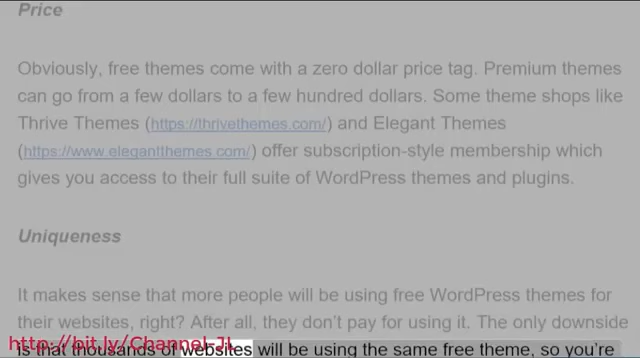 Price
Obviously, free themes come with a zero dollar price tag. Premium themes
can go from a few dollars to a few hundred dollars. Some theme shops like
Thrive Themes (https://thrivethemes.com/) and Elegant Themes
(https://www.elegantthemes.com/) offer subscription-style membership which
gives you access to their full suite of WordPress themes and plugins.
Uniqueness
It makes sense that more people will be using free WordPress themes for
their websites, right? After all, they don't pay for using it. The only downside
is that thousands of websites will be using the same free theme, so you're
http://bit.ly/Channel-JL